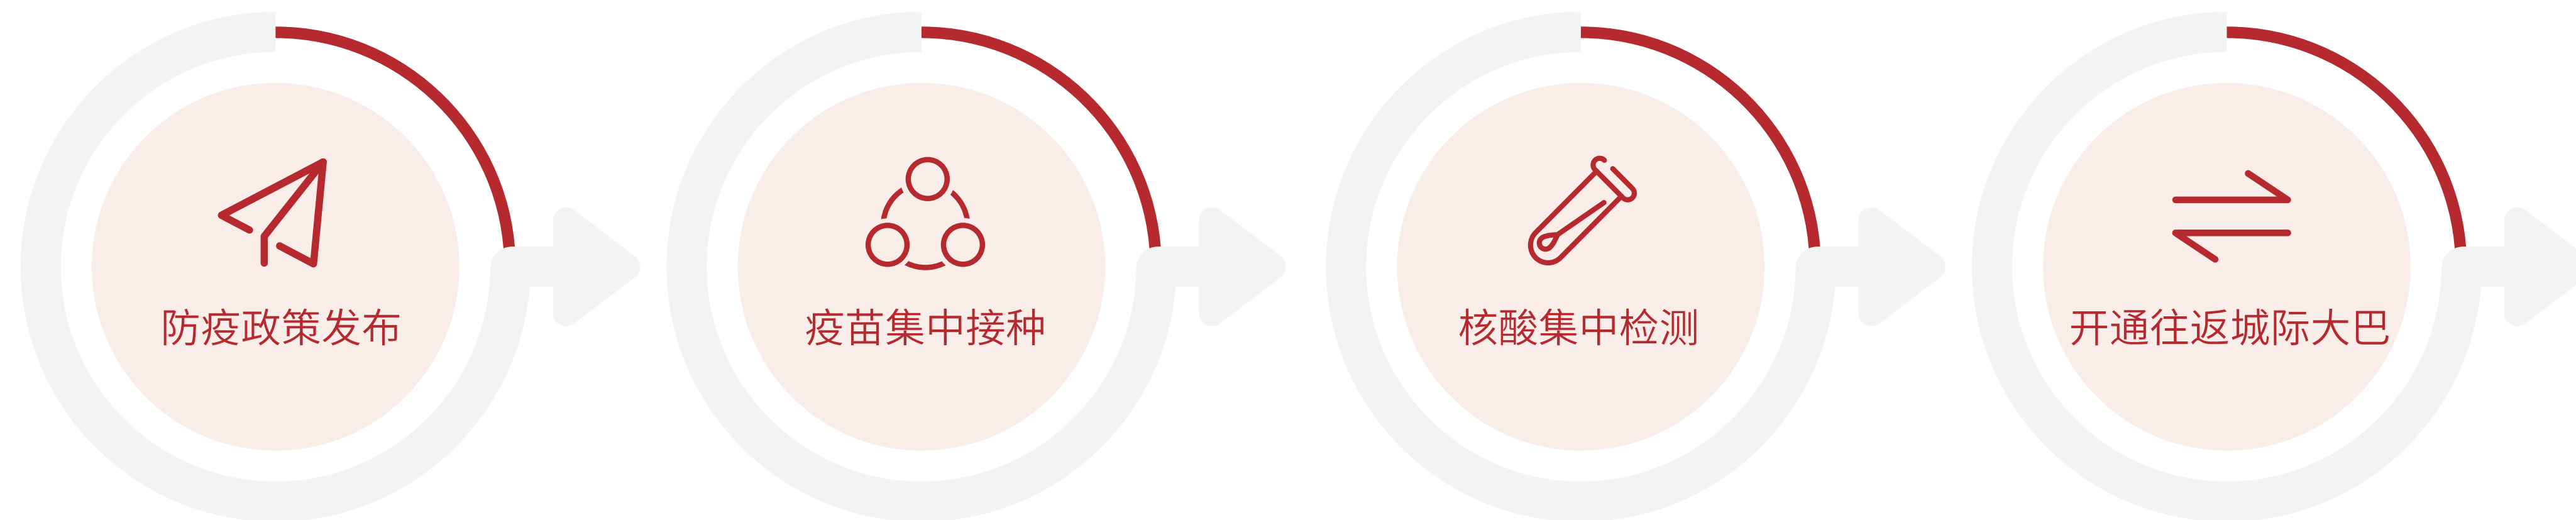 防疫政策发布
疫苗集中接种
核酸集中检测
开通往返城际大巴